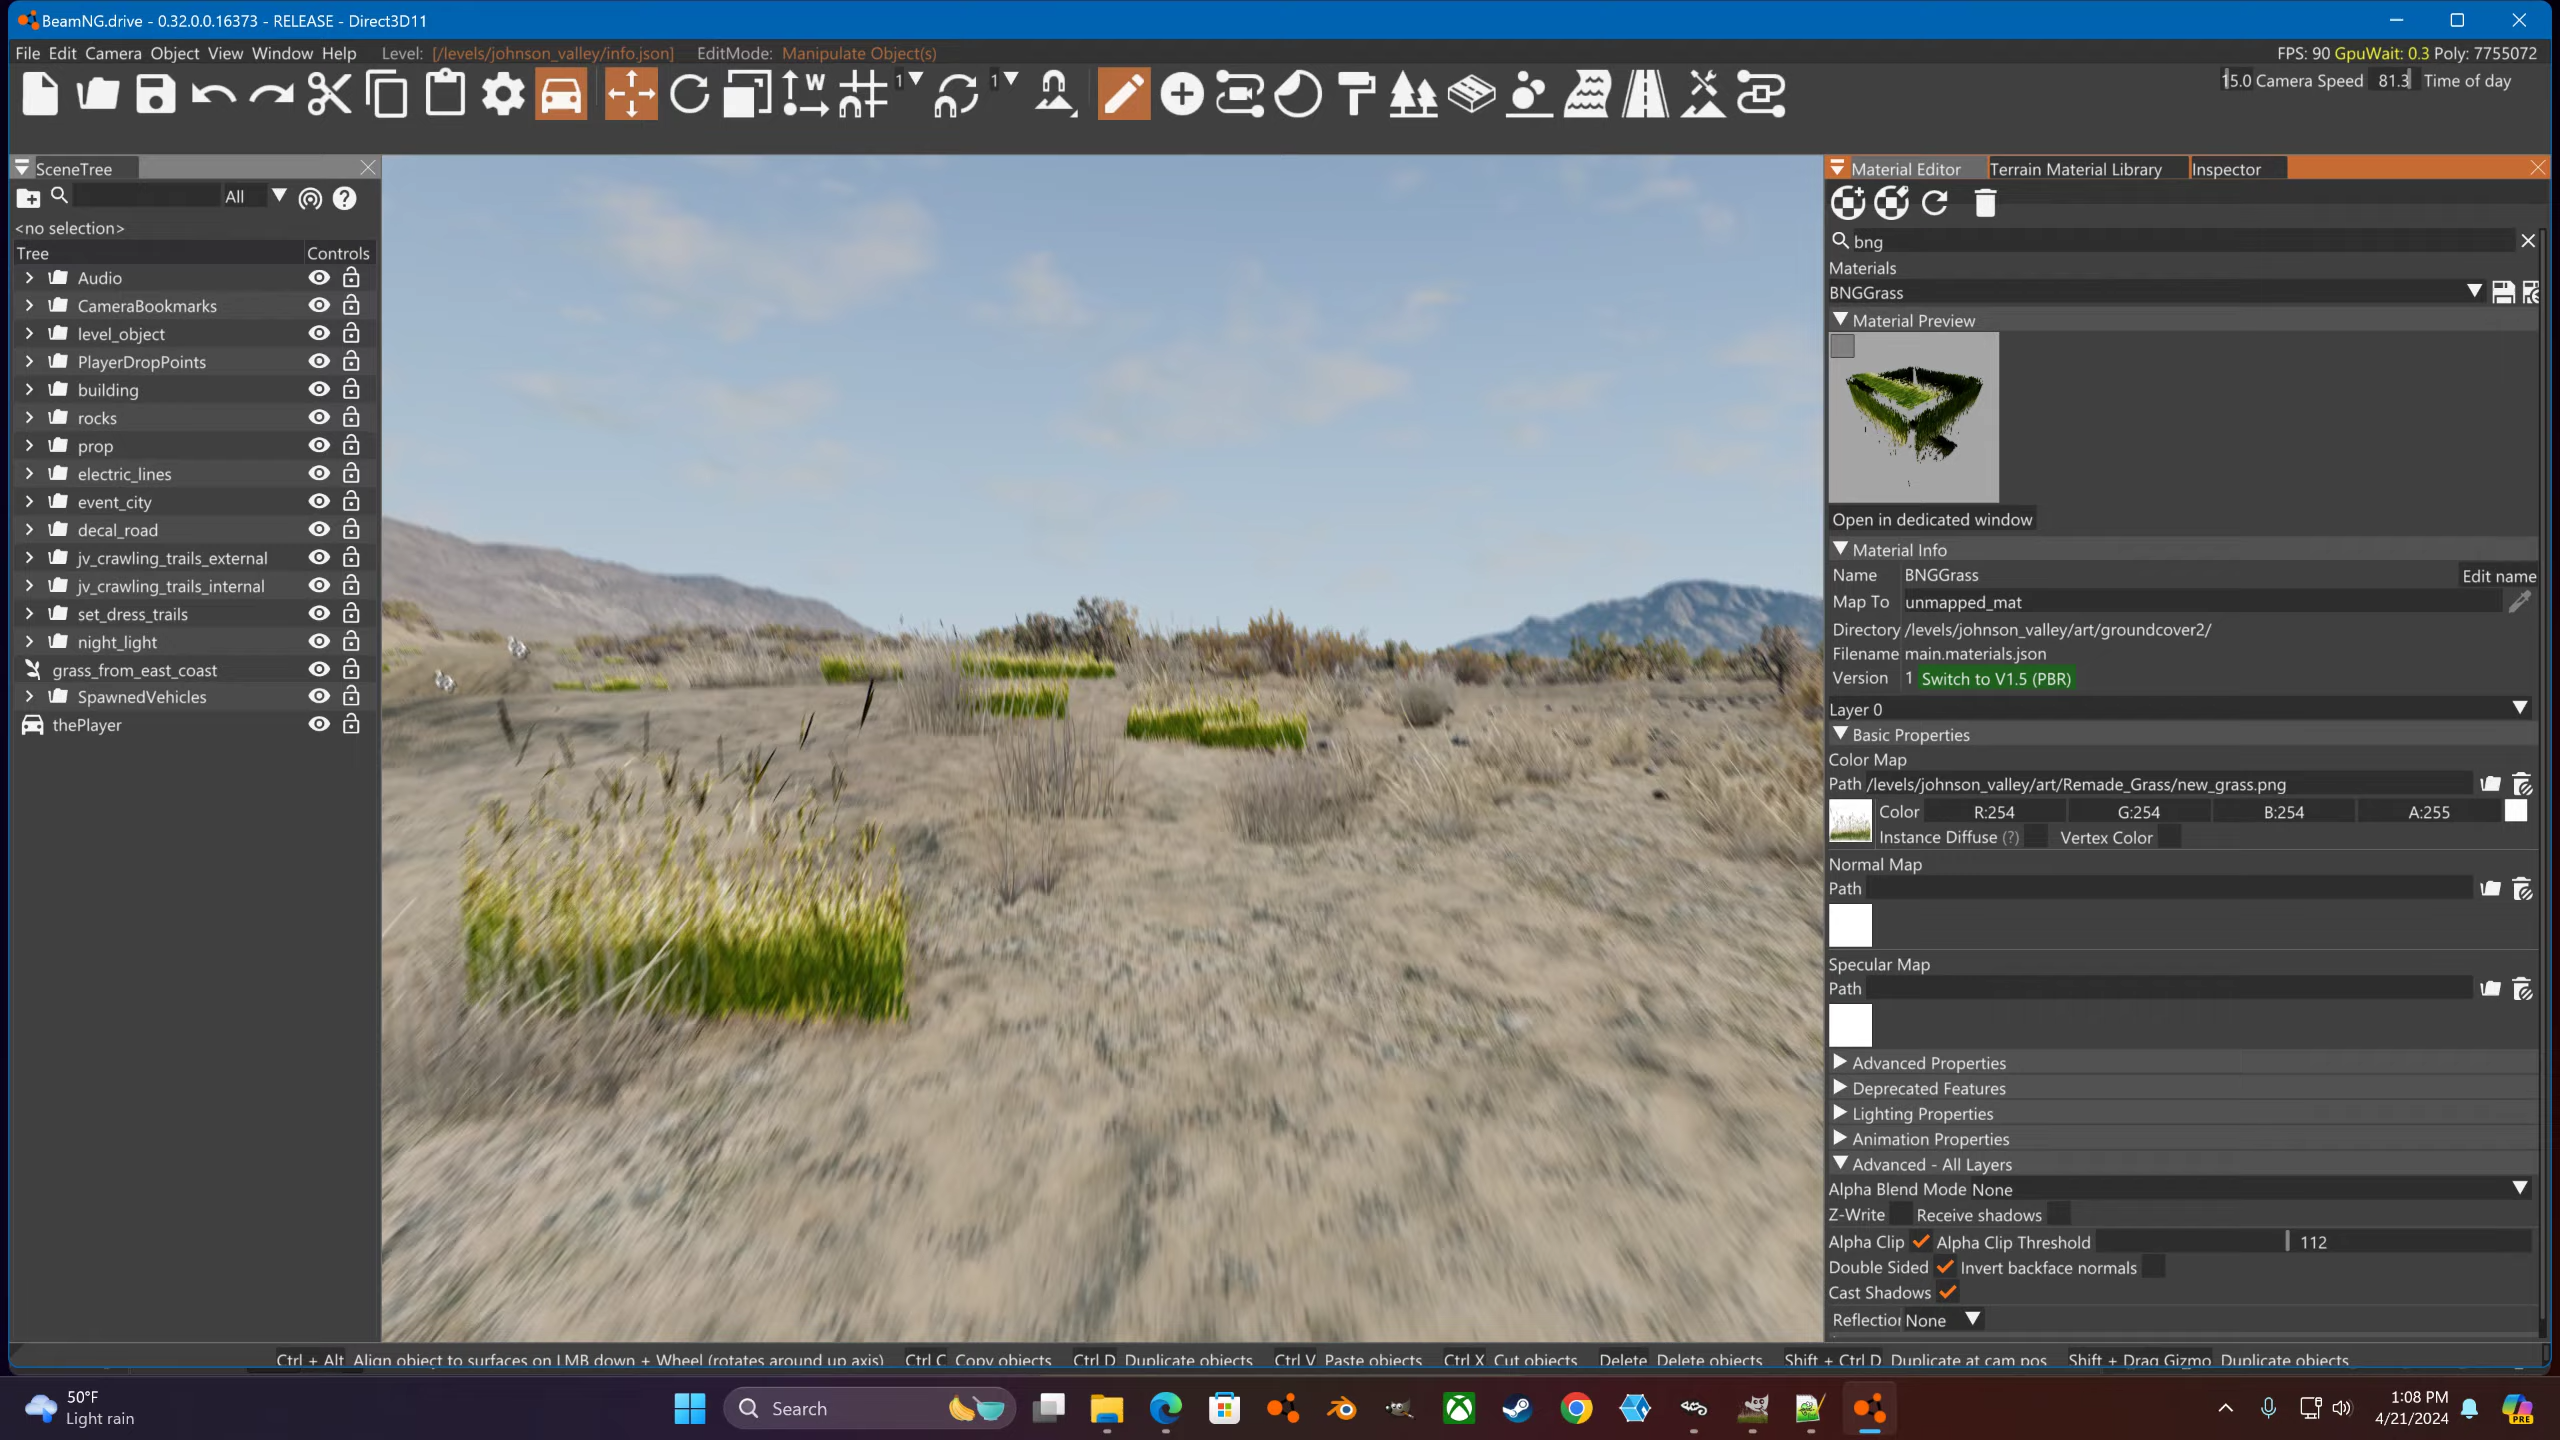 BeamNG.drive - 0.32.0.0.16373 - RELEASE - Direct3D11
File Edit Camera Object View Window Help Level: [/levels/johnson_valley/info.json] EditMode: Manipulate Object(s) FPS: 90 GpuWait: 0.3 Poly: 7755072
15.0 Camera Speed 81.3 Time of day
W 1 1
SceneTree
All
<no selection>
Tree Controls
Audio
CameraBookmarks
level_object
PlayerDropPoints
building
rocks
prop
electric_lines
event_city
decal_road
jv_crawling_trails_external
jv_crawling_trails_internal
set_dress_trails
night_light
grass_from_east_coast
SpawnedVehicles
thePlayer
Material Editor Terrain Material Library Inspector
bng
Materials
BNGGrass
Material Preview
Open in dedicated window
Material Info
Name BNGGrass Edit name
Map To unmapped_mat
Directory /levels/johnson_valley/art/groundcover2/
Filename main.materials.json
Version 1 Switch to V1.5 (PBR)
Layer 0
Basic Properties
Color Map
Path /levels/johnson_valley/art/Remade_Grass/new_grass.png
Color R:254 G:254 B:254 A:255
Instance Diffuse (?) Vertex Color
Normal Map
Path
Specular Map
Path
Advanced Properties
Deprecated Features
Lighting Properties
Animation Properties
Advanced - All Layers
Alpha Blend Mode None
Z-Write Receive shadows
Alpha Clip Alpha Clip Threshold 112
Double Sided Invert backface normals
Cast Shadows
Reflection None
Ctrl + Alt Align object to surfaces on LMB down + Wheel (rotates around up axis) Ctrl C Copy objects Ctrl D Duplicate objects Ctrl V Paste objects Ctrl X Cut objects Delete Delete objects Shift + Ctrl D Duplicate at cam pos Shift + Drag Gizmo Duplicate objects
50°F
Light rain
Search
1:08 PM
4/21/2024
PRE